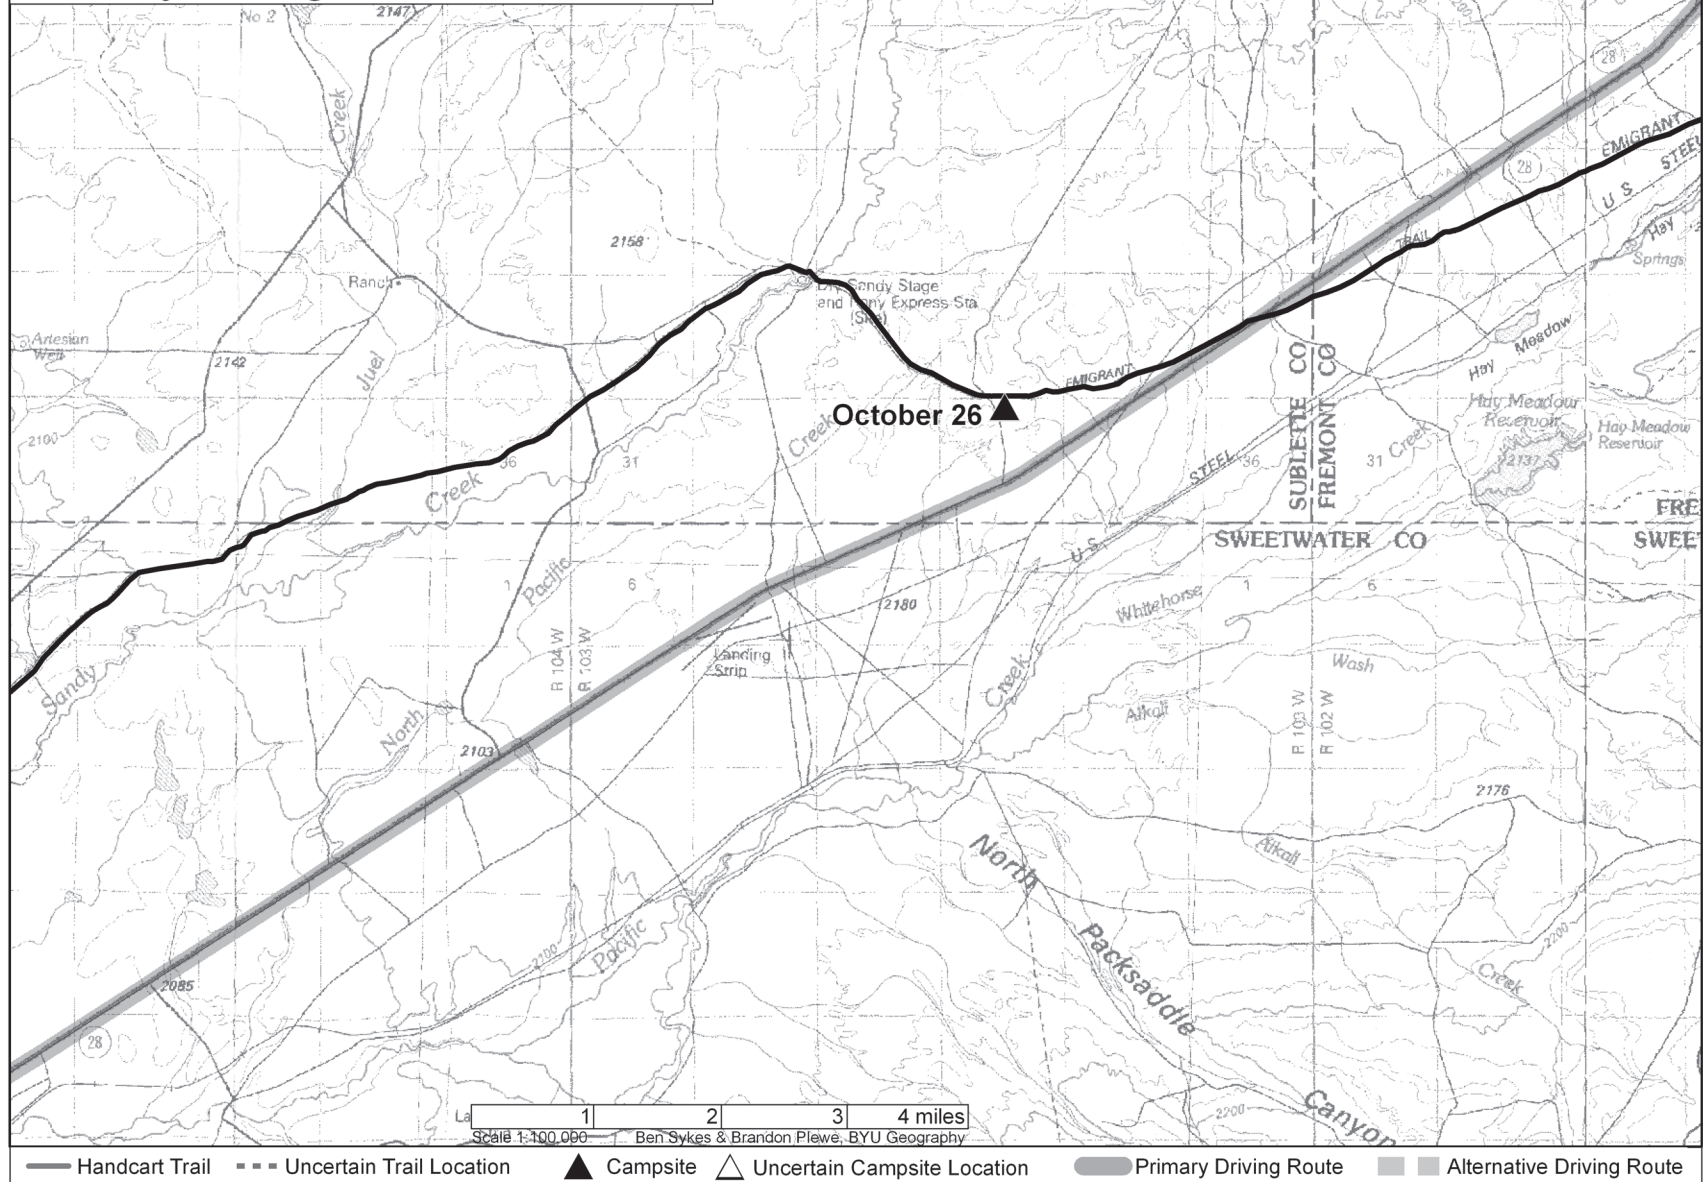 No 2
2147
28
Creek
EMIGRANT
STEEL
28
U S
Hay
Springs
2158
TRAIL
Ranch
Dry Sandy Stage
and Pony Express Sta
(Site)
Artesian
Well
2142
Juel
EMIGRANT
SUBLETTE CO
FREMONT CO
Hay Meadow
October 26
Hay Meadow
Reservoir
Hay Meadow
Reservoir
2100
Creek
Creek
36
31
STEEL
36
31
2137
Creek
FRE
SWEETWATER CO
SWEET
U S
Pacific
7
6
1
6
2180
Whitehorse
R 104 W
R 103 W
Landing
Strip
Wash
Sandy
Creek
North
Alkali
R 103 W
R 102 W
2103
2176
North
Alkali
Packsaddle
2200
Pacific
2200
Creek
2085
28
Canyon
2200
La
1 2 3 4 miles
Scale 1:100,000 Ben Sykes & Brandon Plewe, BYU Geography
Handcart Trail Uncertain Trail Location Campsite Uncertain Campsite Location Primary Driving Route Alternative Driving Route